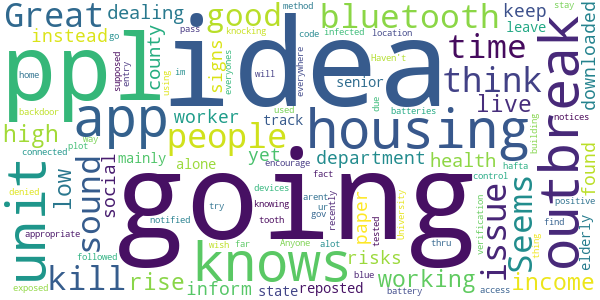 Great
dealing
good
bluetooth
keep
method
stay
instead
knocking
code
infected
location
leave
downloaded
go
pass
ppl
idea
outbreak
home
supposed
entry
using
county
signs
im
will
everyones
everywhere
senior
Haven't
time
think
backdoor
app
worker
track
used
due
batteries
live
notices
high
people
housing
building
way
connected
plot
mainly
alone
yet
department
health
hafta
found
unit
low
sound
social
going
encourage
fact
devices
parent
recently
paper
control
positive
denied
notified
try
knowing
ur
gov
tested
University
issue
Seems
verification
thing
find
elderly
appropriate
tooth
followed
knows
wish
far
Anyone
alot
thru
risks
working
income
exposed
kill
rise
inform
state
reposted
blue
battery
access